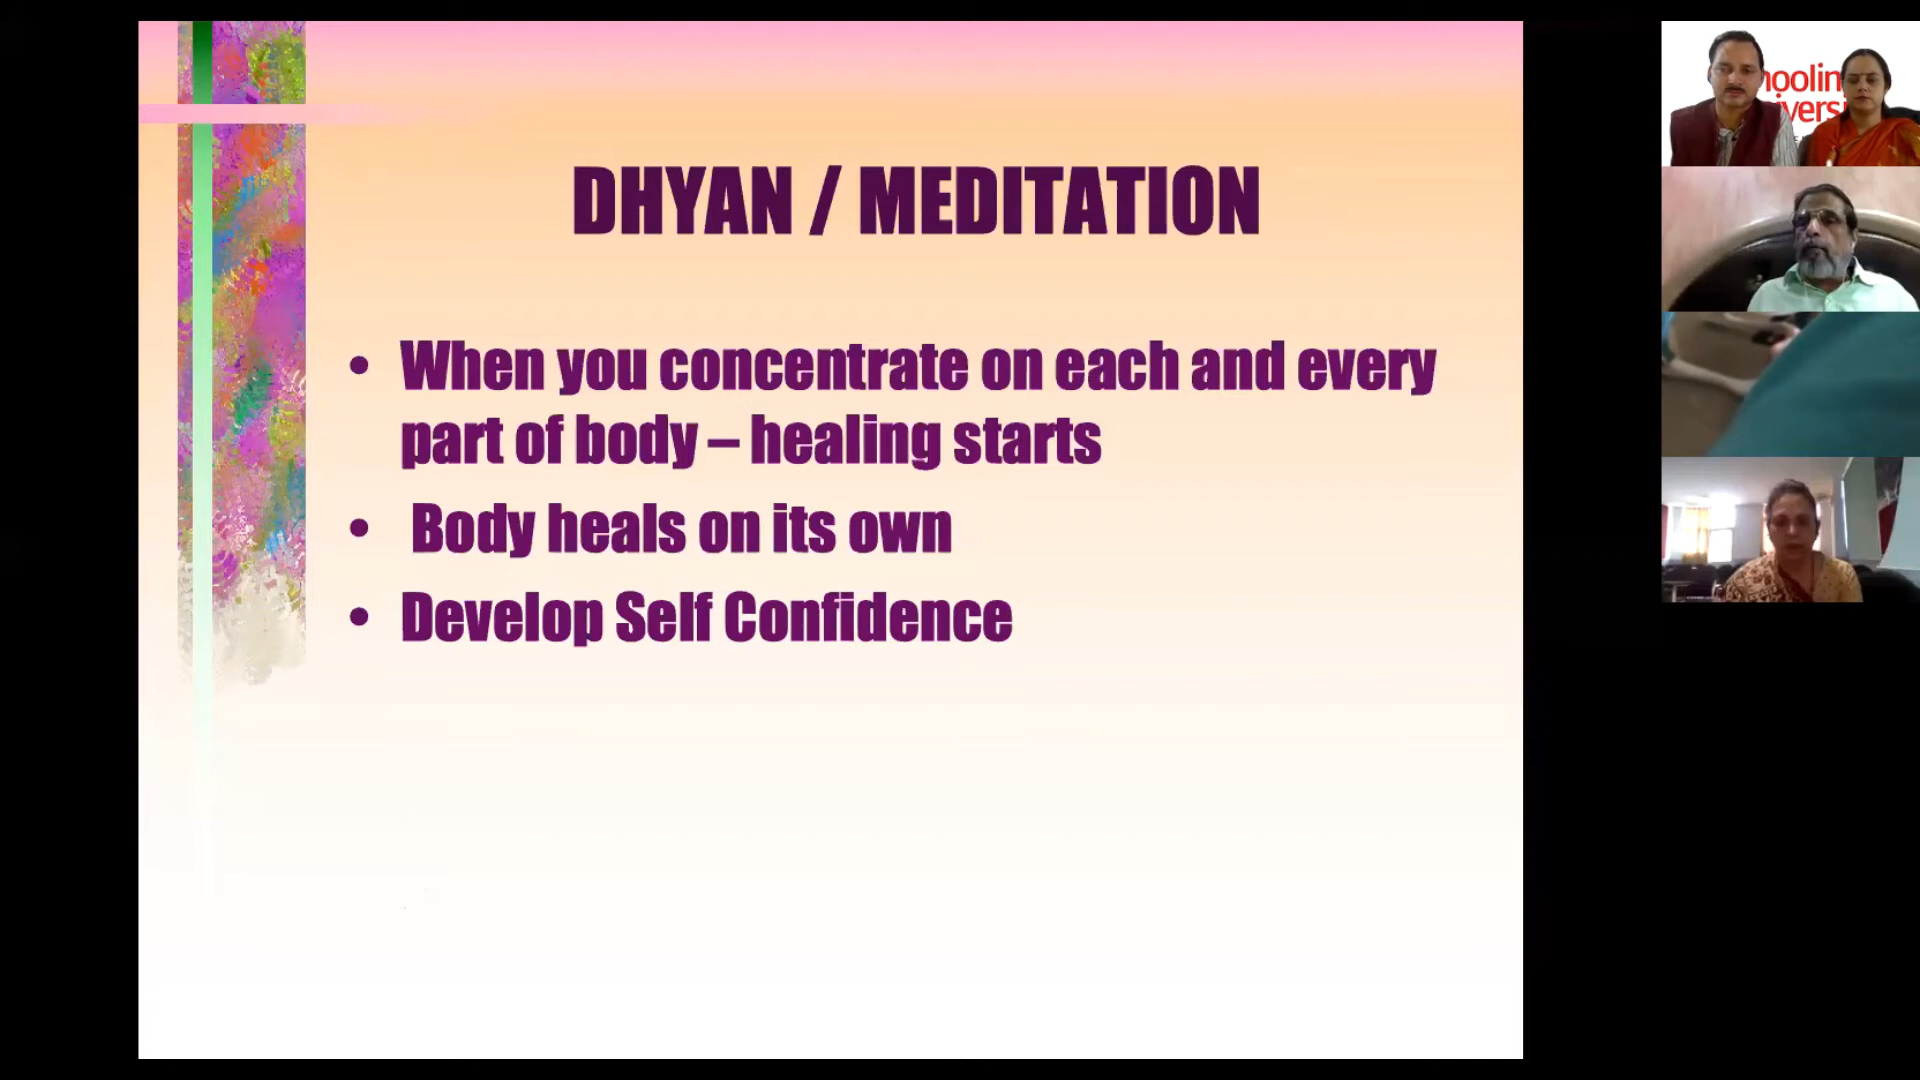 DHYAN / MEDITATION
• When you concentrate on each and every
part of body – healing starts
• Body heals on its own
• Develop Self Confidence